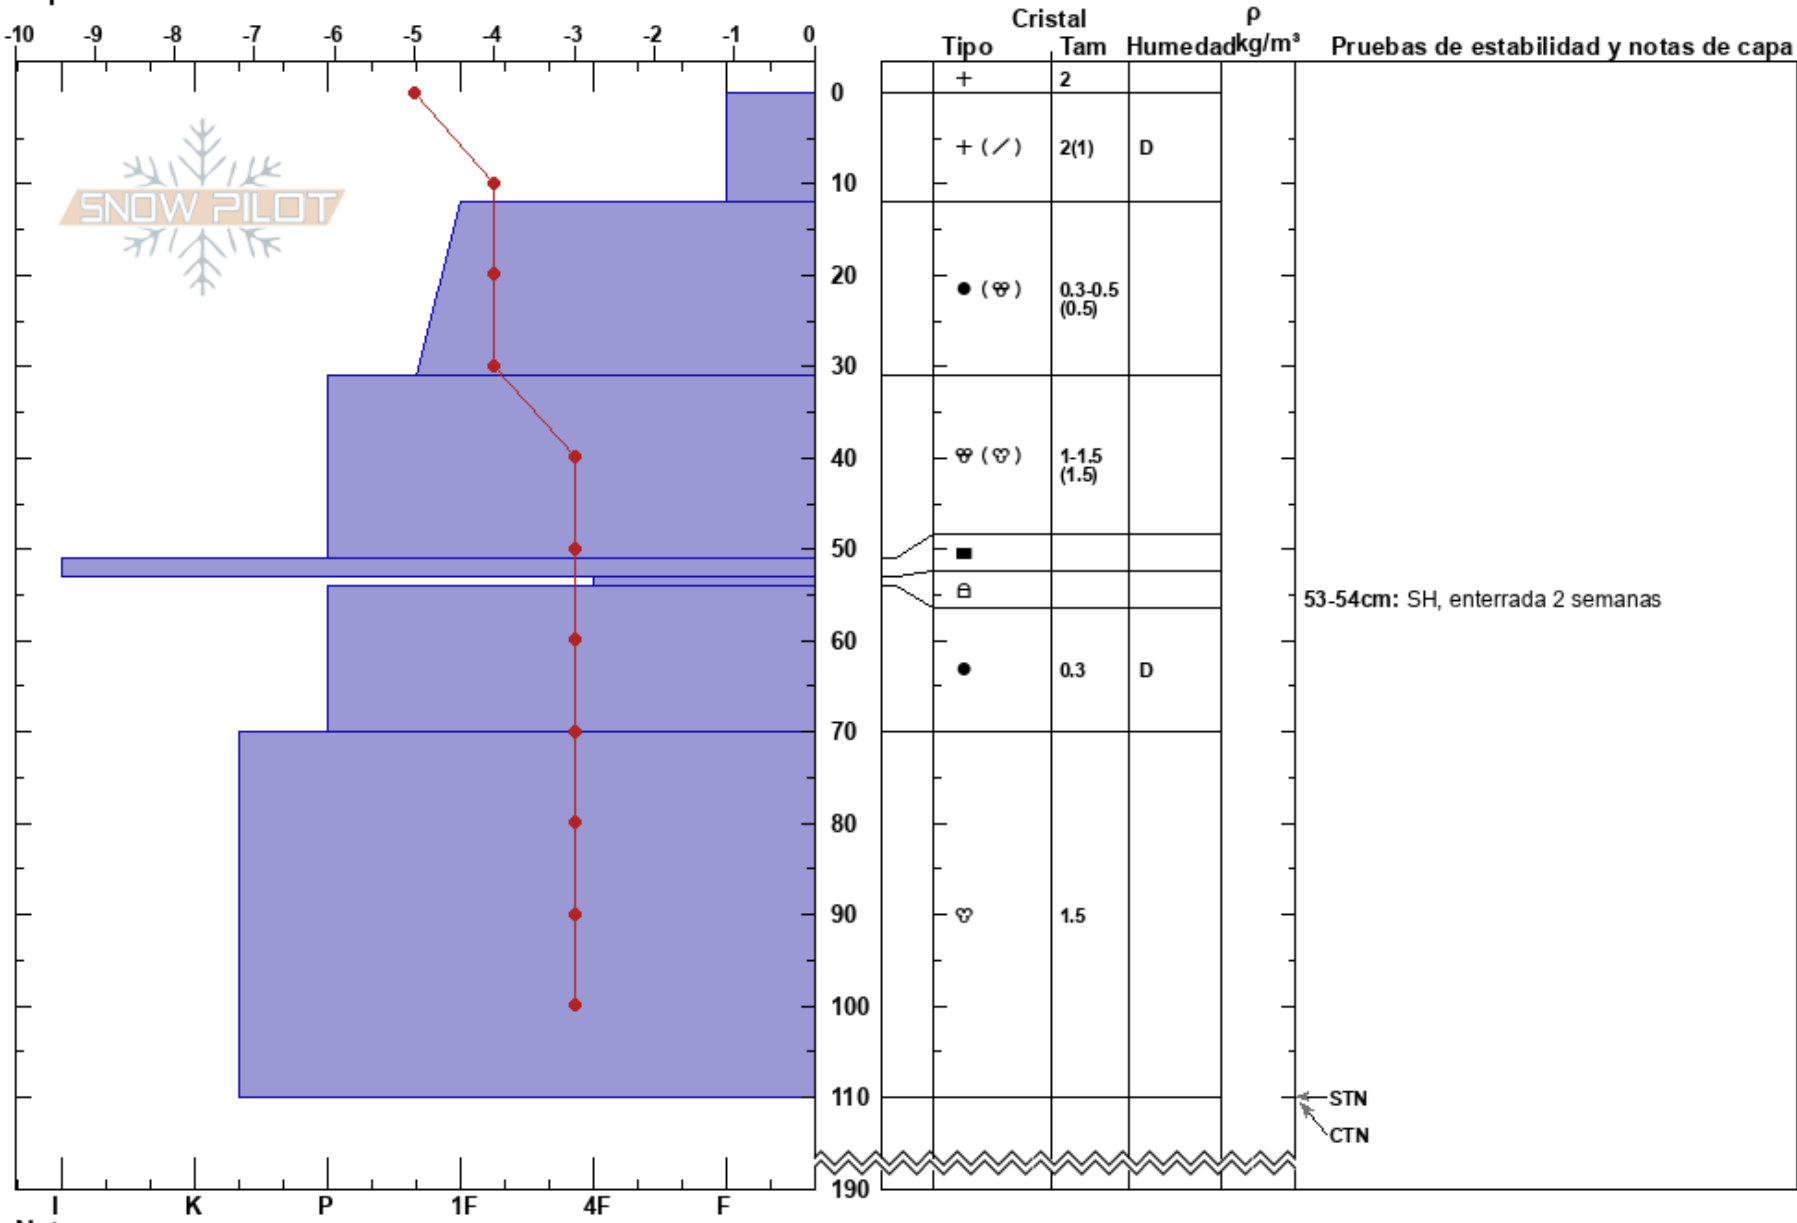 Cristal ρ
-10 -9 -8 -7 -6 -5 -4 -3 -2 -1 0
Tipo Tam Humedad kg/m³ Pruebas de estabilidad y notas de capa
+ 2
0
+ (/) 2(1) D
10
SNOW PILOT
20
● 0.3-0.5
(0.5)
30
40 1-1.5
(1.5)
50
53-54cm: SH, enterrada 2 semanas
60
● 0.3 D
70
80
90 1.5
100
110 STN
CTN
190
I K P 1F 4F F